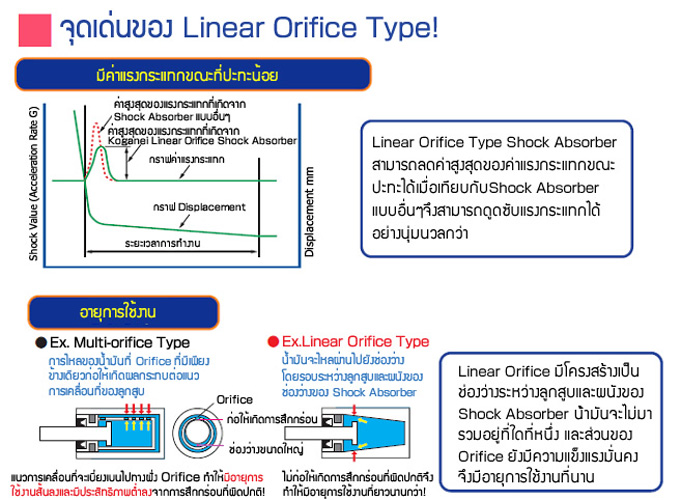 จุดเด่นของ Linear Orifice Type!
มีค่าแรงกระแทกขณะที่ปะทะน้อย
ค่าสูงสุดของแรงกระแทกที่เกิดจาก
Shock Absorber แบบอื่นๆ
ค่าสูงสุดของแรงกระแทกที่เกิดจาก
Koganei Linear Orifice Shock Absorber
กราฟค่าแรงกระแทก
กราฟ Displacement
ระยะเวลาการทำงาน
Shock Value (Acceleration Rate G)
Displacement mm
Linear Orifice Type Shock Absorber
สามารถลดค่าสูงสุดของค่าแรงกระแทกขณะ
ปะทะได้เมื่อเทียบกับShock Absorber
แบบอื่นๆจึงสามารถดูดซับแรงกระแทกได้
อย่างนุ่มนวลกว่า
อายุการใช้งาน
Ex. Multi-orifice Type
การไหลของน้ำมันที่ Orifice ที่มีเพียง
ข้างเดียวก่อให้เกิดผลกระทบต่อแนว
การเคลื่อนที่ของลูกสูบ
Orifice
ก่อให้เกิดการสึกกร่อน
ช่องว่างขนาดใหญ่
แนวการเคลื่อนที่จะเบี่ยงเบนไปทางฝั่ง Orifice ทำให้มีอายุการ
ใช้งานสั้นลงและมีประสิทธิภาพต่ำลงจากการสึกกร่อนที่ผิดปกติ!
Ex.Linear Orifice Type
น้ำมันจะไหลผ่านไปยังช่องว่าง
โดยรอบระหว่างลูกสูบและผนังของ
ช่องว่างของ Shock Absorber
ไม่ก่อให้เกิดการสึกกร่อนที่ผิดปกติจึง
ทำให้มีอายุการใช้งานที่ยาวนานกว่า!
Linear Orifice มีโครงสร้างเป็น
ช่องว่างระหว่างลูกสูบและผนังของ
Shock Absorber น้ำมันจะไม่มา
รวมอยู่ที่ใดที่หนึ่ง และส่วนของ
Orifice ยังมีความแข็งแรงมั่นคง
จึงมีอายุการใช้งานที่นาน